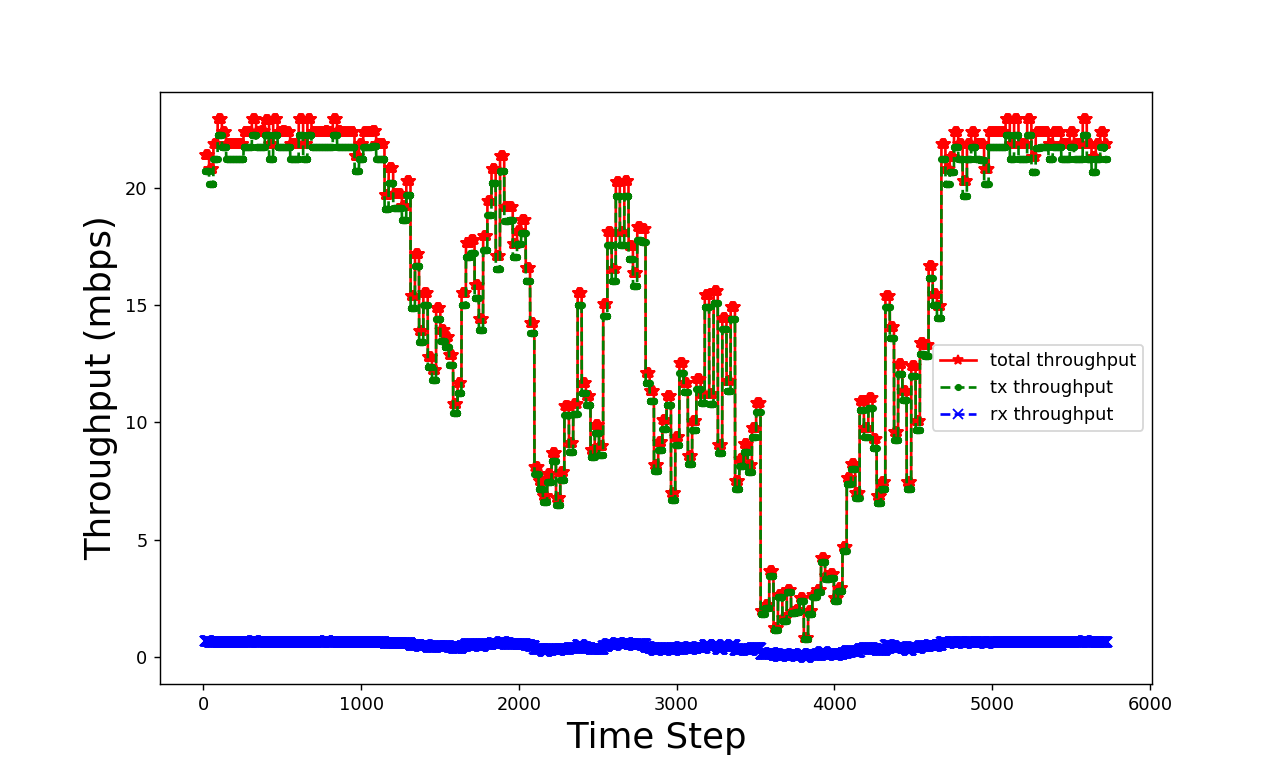 Throughput (mbps)
20
15
10
5
0
total throughput
tx throughput
rx throughput
0 1000 2000 3000 4000 5000 6000
Time Step